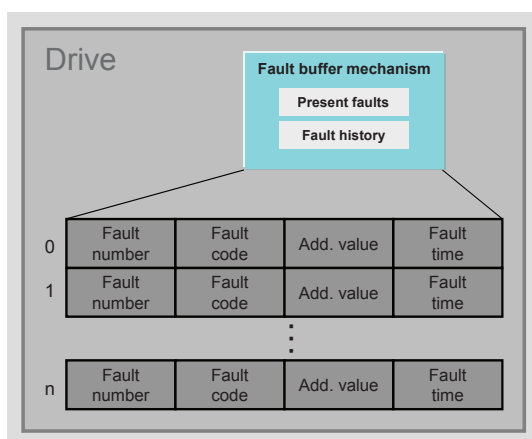 Drive
Fault buffer mechanism
Present faults
Fault history
0
Fault number
Fault code
Add. value
Fault time
1
Fault number
Fault code
Add. value
Fault time
n
Fault number
Fault code
Add. value
Fault time